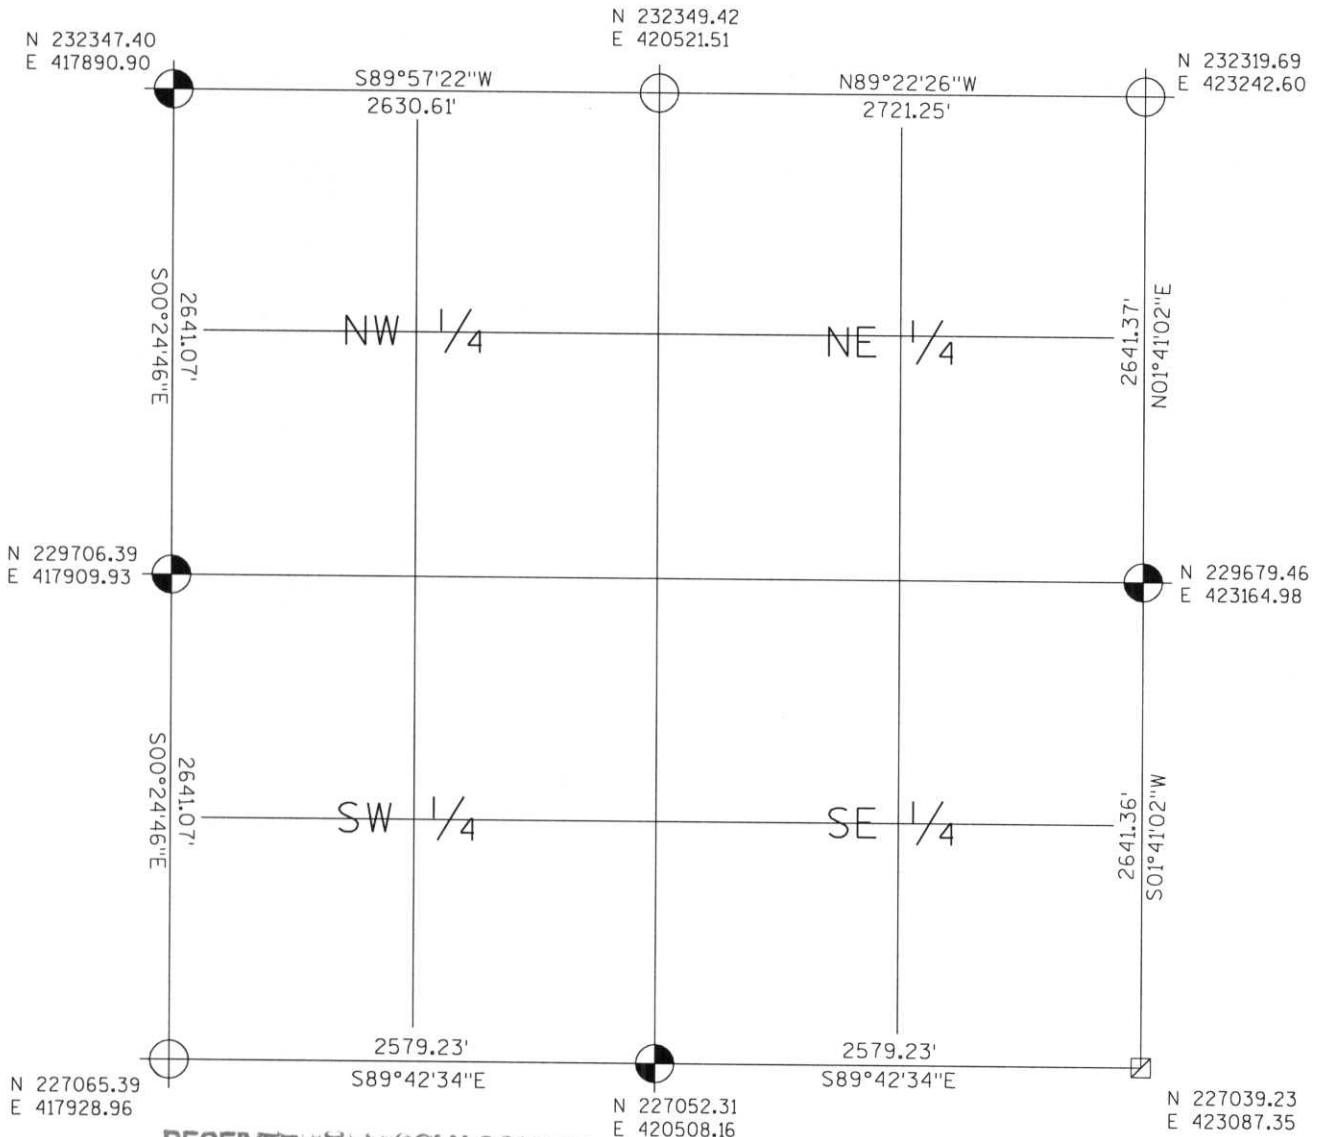 N 232349.42
E 420521.51
N 232347.40
E 417890.90
N 232319.69
E 423242.60
S89°57'22"W
2630.61'
N89°22'26"W
2721.25'
S00°24'46"E
2641.07'
NW 1/4
NE 1/4
2641.37'
N01°41'02"E
N 229706.39
E 417909.93
N 229679.46
E 423164.98
S00°24'46"E
2641.07'
SW 1/4
SE 1/4
2641.36'
S01°41'02"W
2579.23'
S89°42'34"E
2579.23'
S89°42'34"E
N 227065.39
E 417928.96
N 227052.31
E 420508.16
N 227039.23
E 423087.35